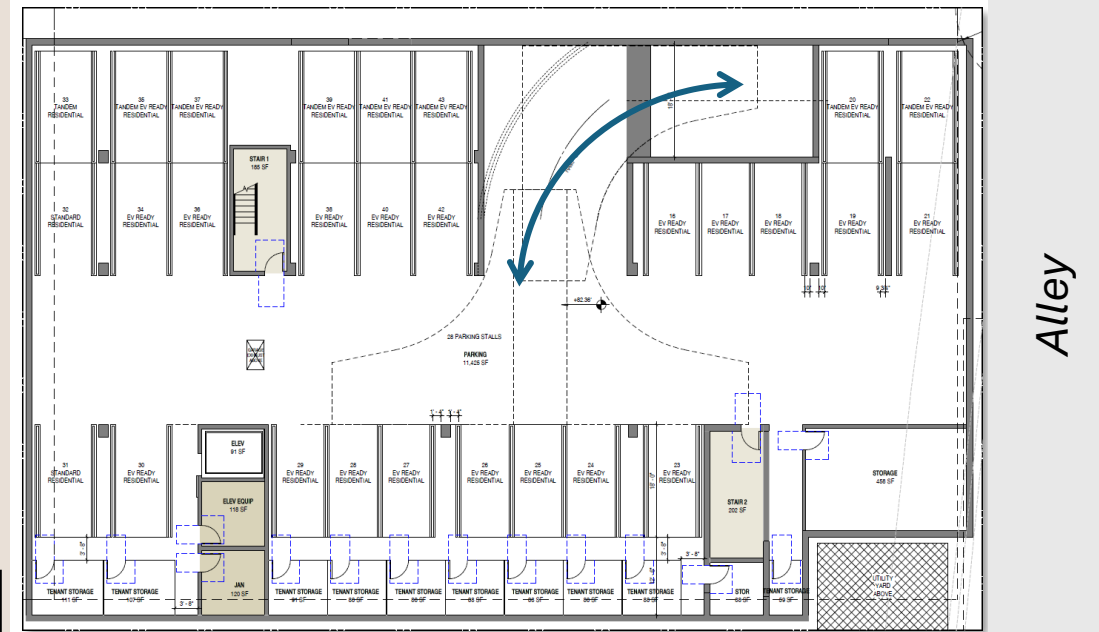 33
TANDEM
RESIDENTIAL
35
TANDEM EV READY
RESIDENTIAL
37
TANDEM EV READY
RESIDENTIAL
39
TANDEM EV READY
RESIDENTIAL
41
TANDEM EV READY
RESIDENTIAL
43
TANDEM EV READY
RESIDENTIAL
20
TANDEM EV READY
RESIDENTIAL
22
TANDEM EV READY
RESIDENTIAL
STAIR 1
32
STANDARD
RESIDENTIAL
34
EV READY
RESIDENTIAL
36
EV READY
RESIDENTIAL
38
EV READY
RESIDENTIAL
40
EV READY
RESIDENTIAL
42
EV READY
RESIDENTIAL
16
EV READY
RESIDENTIAL
17
EV READY
RESIDENTIAL
18
EV READY
RESIDENTIAL
19
EV READY
RESIDENTIAL
21
EV READY
RESIDENTIAL
Alley
+82.36'
28 PARKING STALLS
PARKING
11,425 SF
31
STANDARD
RESIDENTIAL
30
EV READY
RESIDENTIAL
ELEV
91 SF
29
EV READY
RESIDENTIAL
28
EV READY
RESIDENTIAL
27
EV READY
RESIDENTIAL
26
EV READY
RESIDENTIAL
25
EV READY
RESIDENTIAL
24
EV READY
RESIDENTIAL
23
EV READY
RESIDENTIAL
ELEV EQUIP
118 SF
STAIR 2
202 SF
STORAGE
JAN
TENANT STORAGE
TENANT STORAGE
TENANT STORAGE
TENANT STORAGE
TENANT STORAGE
TENANT STORAGE
TENANT STORAGE
TENANT STORAGE
TENANT STORAGE
STOR
TENANT STORAGE
UTILITY
YARD
ABOVE